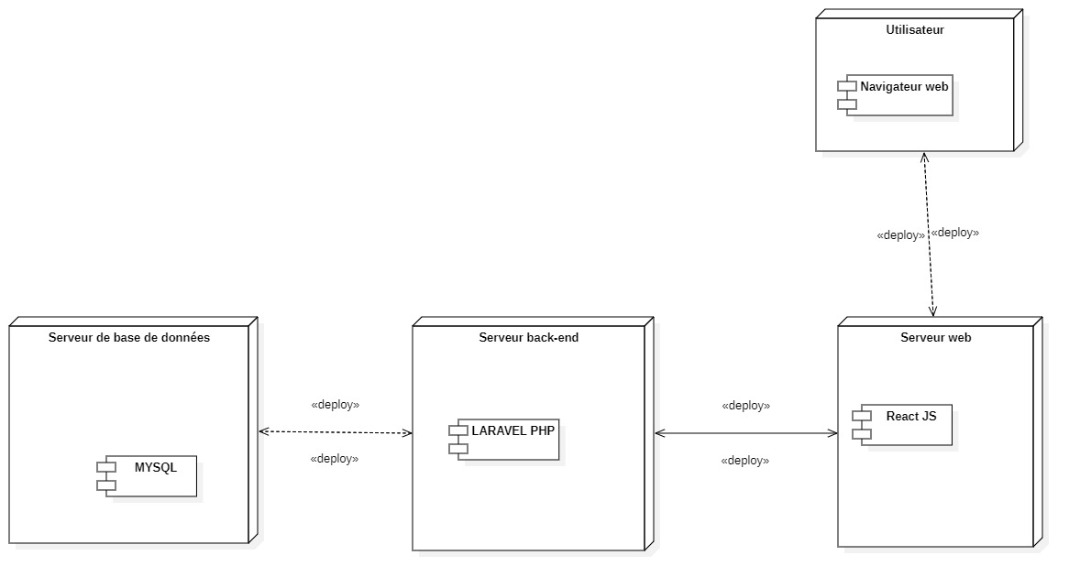 Utilisateur
Navigateur web
«deploy» «deploy»
Serveur de base de données
Serveur back-end
Serveur web
«deploy»
«deploy»
LARAVEL PHP
React JS
MYSQL
«deploy»
«deploy»